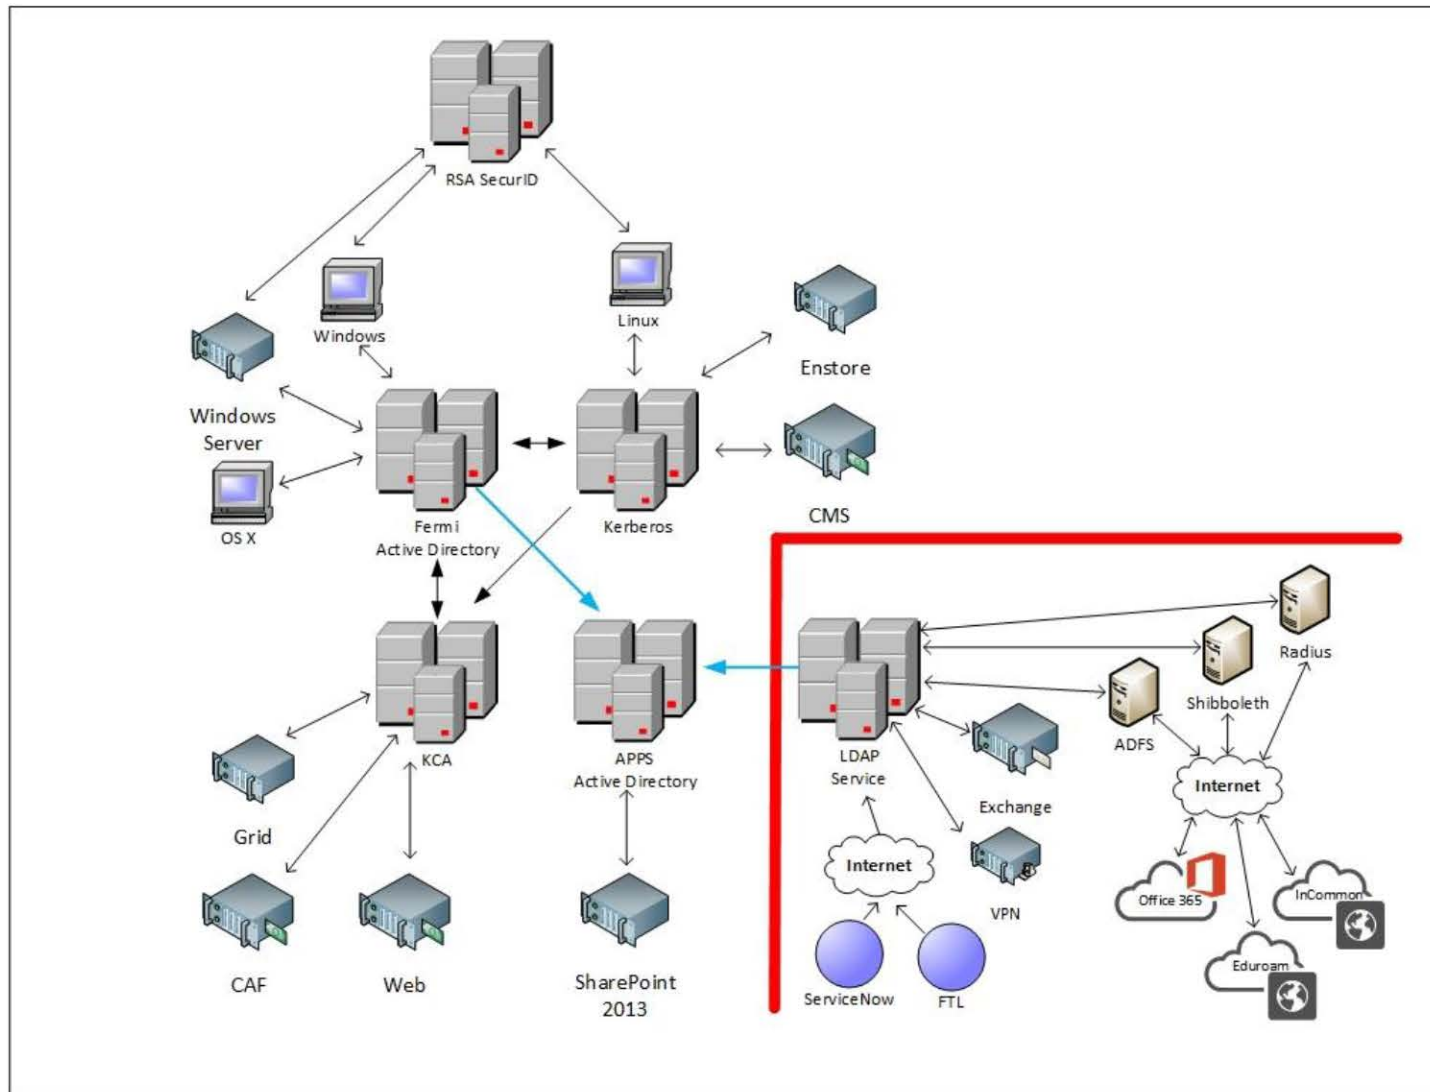 RSA SecurID
Windows
Linux
Enstore
Windows
Server
OS X
Fermi
Active Directory
Kerberos
CMS
KCA
APPS
Active Directory
LDAP
Service
Radius
Shibboleth
ADFS
Exchange
Internet
Internet
VPN
Grid
CAF
Web
SharePoint
2013
ServiceNow
FTL
Office 365
InCommon
Eduroam